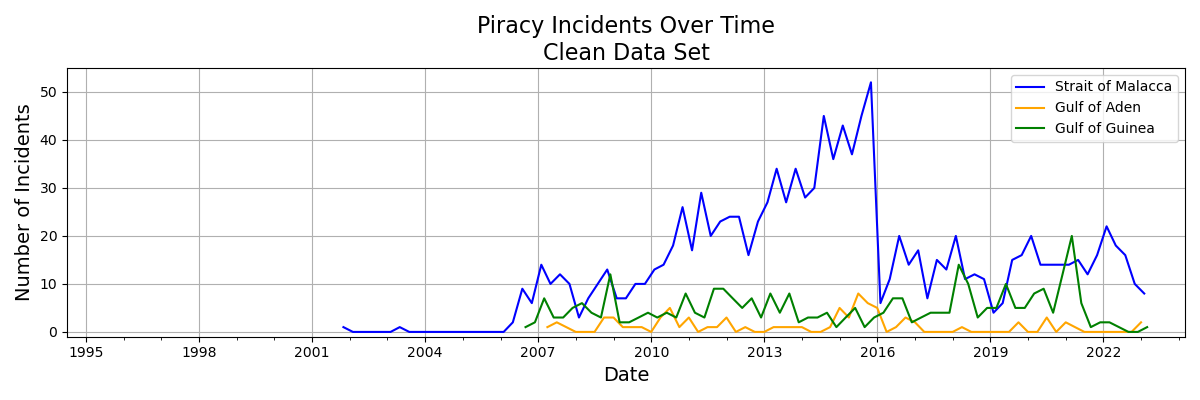 Piracy Incidents Over Time
Clean Data Set
Number of Incidents
50
40
30
20
10
0
Strait of Malacca
Gulf of Aden
Gulf of Guinea
1995 1998 2001 2004 2007 2010 2013 2016 2019 2022
Date